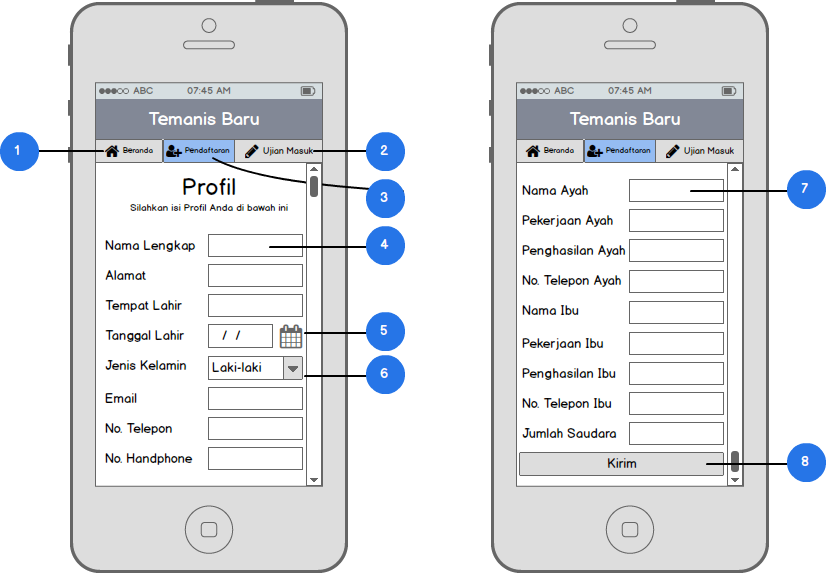 ABC 07:45 AM
Temanis Baru
Beranda Pendaftaran Ujian Masuk
1
2
3
Profil
Silahkan isi Profil Anda di bawah ini
Nama Lengkap
4
Alamat
Tempat Lahir
Tanggal Lahir / /
5
Jenis Kelamin Laki-laki
6
Email
No. Telepon
No. Handphone
ABC 07:45 AM
Temanis Baru
Beranda Pendaftaran Ujian Masuk
Nama Ayah
7
Pekerjaan Ayah
Penghasilan Ayah
No. Telepon Ayah
Nama Ibu
Pekerjaan Ibu
Penghasilan Ibu
No. Telepon Ibu
Jumlah Saudara
Kirim
8